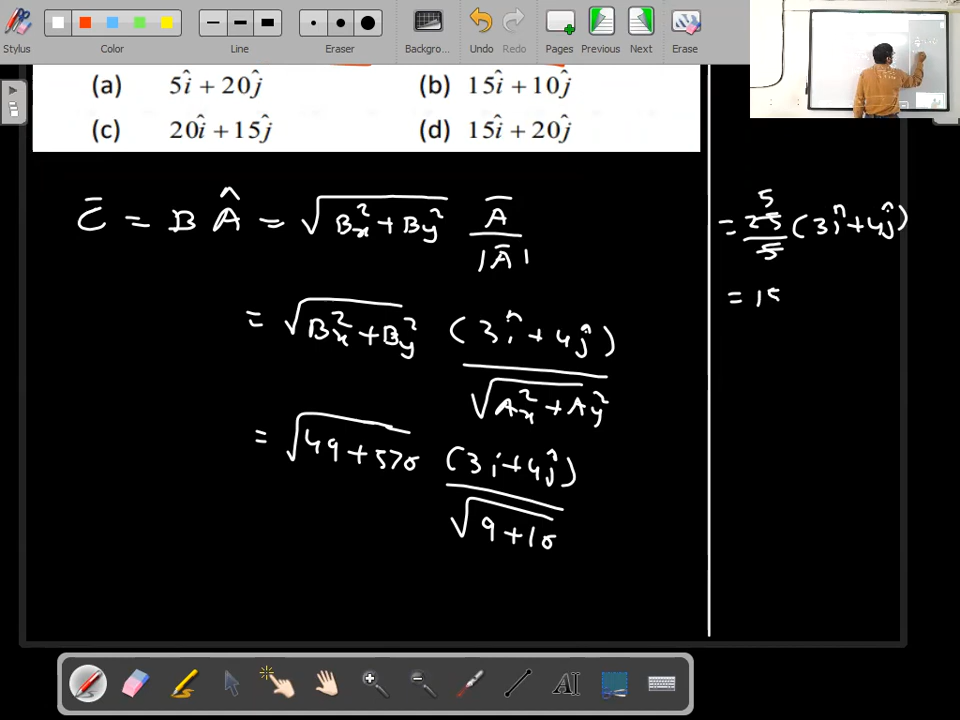 Stylus Color Line Eraser Backgro... Undo Redo Pages Previous Next Erase
(a) 5î + 20ĵ (b) 15î + 10ĵ
(c) 20î + 15ĵ (d) 15î + 20ĵ
C̄ = B Â = √(Bx² + By²) Ā / |Ā|
= √(Bx² + By²) (3î + 4ĵ) / √(Ax² + Ay²)
= √(49 + 576) (3i + 4ĵ) / √(9 + 16)
5
= 25/5 (3î + 4ĵ)
= 15
AI